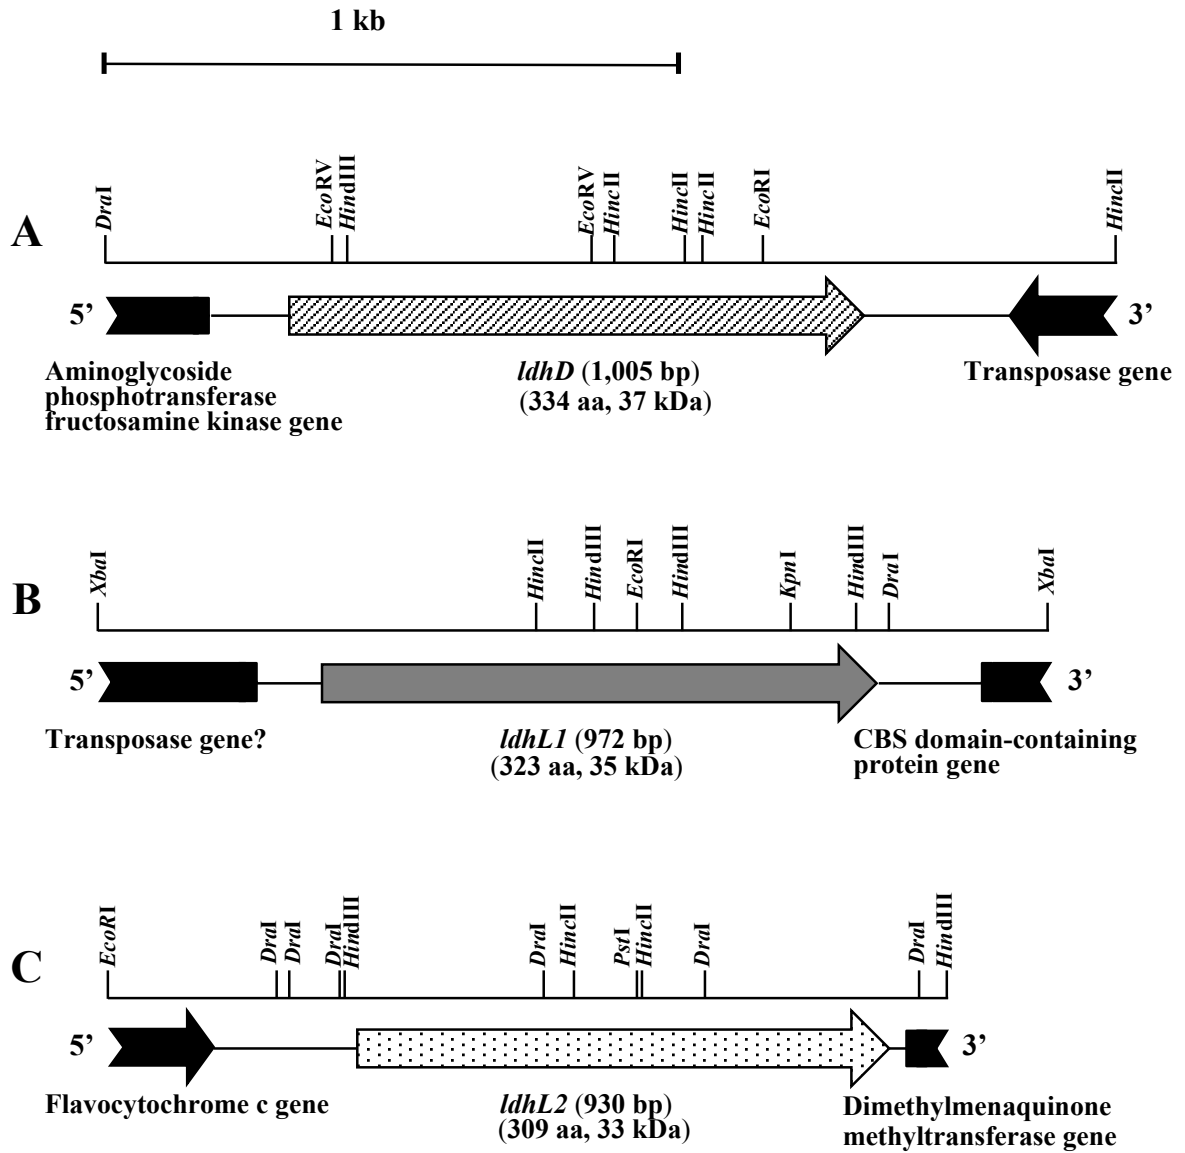 1 kb
A
DraI
EcoRV
HindIII
EcoRV
HincII
HincII
HincII
EcoRI
HincII
5’
3’
Aminoglycoside
phosphotransferase
fructosamine kinase gene
ldhD (1,005 bp)
(334 aa, 37 kDa)
Transposase gene
B
XbaI
HincII
HindIII
EcoRI
HindIII
KpnI
HindIII
DraI
XbaI
5’
3’
Transposase gene?
ldhL1 (972 bp)
(323 aa, 35 kDa)
CBS domain-containing
protein gene
C
EcoRI
DraI
DraI
DraI
HindIII
DraI
HincII
PstI
HincII
DraI
DraI
HindIII
5’
3’
Flavocytochrome c gene
ldhL2 (930 bp)
(309 aa, 33 kDa)
Dimethylmenaquinone
methyltransferase gene